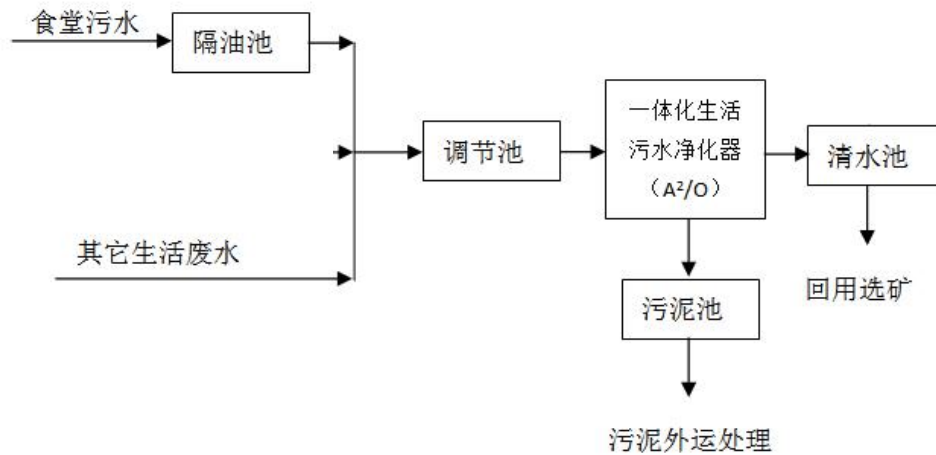 食堂污水
隔油池
其它生活废水
调节池
一体化生活
污水净化器
（A²/O）
清水池
回用选矿
污泥池
污泥外运处理